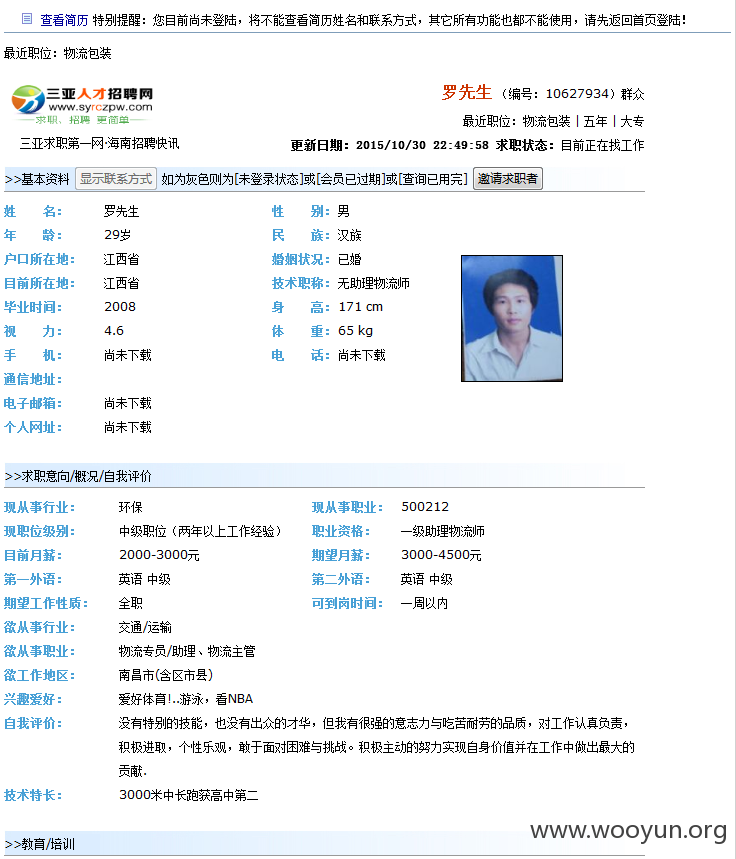 查看简历 特别提醒：您目前尚未登陆，将不能查看简历姓名和联系方式，其它所有功能也都不能使用，请先返回首页登陆！
最近职位：物流包装
三亚人才招聘网
www.syrczpw.com
求职、招聘 更简单
三亚求职第一网·海南招聘快讯
罗先生 （编号：10627934）群众
最近职位：物流包装 | 五年 | 大专
更新日期：2015/10/30 22:49:58 求职状态：目前正在找工作
>>基本资料 显示联系方式 如为灰色则为[未登录状态]或[会员已过期]或[查询已用完] 邀请求职者
姓 名： 罗先生 性 别：男
年 龄： 29岁 民 族：汉族
户口所在地： 江西省 婚姻状况：已婚
目前所在地： 江西省 技术职称：无助理物流师
毕业时间： 2008 身 高：171 cm
视 力： 4.6 体 重：65 kg
手 机： 尚未下载 电 话：尚未下载
通信地址：
电子邮箱： 尚未下载
个人网址： 尚未下载
>>求职意向/概况/自我评价
现从事行业： 环保 现从事职业： 500212
现职位级别： 中级职位（两年以上工作经验） 职业资格： 一级助理物流师
目前月薪： 2000-3000元 期望月薪： 3000-4500元
第一外语： 英语 中级 第二外语： 英语 中级
期望工作性质： 全职 可到岗时间： 一周以内
欲从事行业： 交通/运输
欲从事职业： 物流专员/助理、物流主管
欲工作地区： 南昌市(含区市县)
兴趣爱好： 爱好体育!..游泳，看NBA
自我评价： 没有特别的技能，也没有出众的才华，但我有很强的意志力与吃苦耐劳的品质，对工作认真负责，
积极进取，个性乐观，敢于面对困难与挑战。积极主动的努力实现自身价值并在工作中做出最大的
贡献.
技术特长： 3000米中长跑获高中第二
www.wooyun.org
>>教育/培训